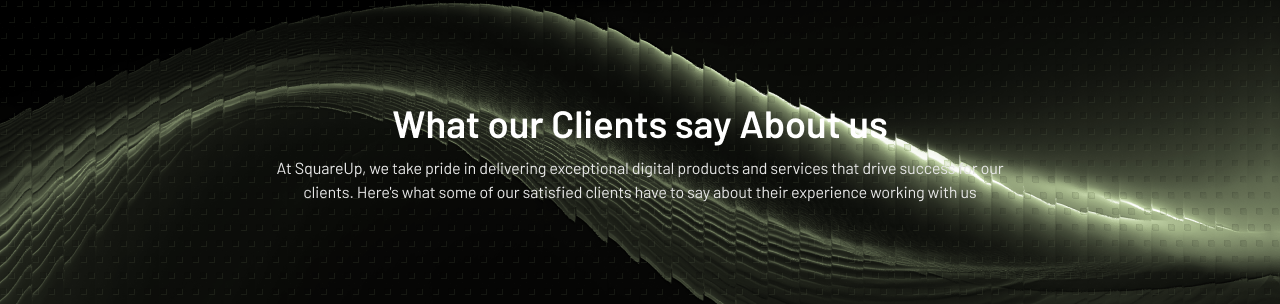 What our Clients say About us
At SquareUp, we take pride in delivering exceptional digital products and services that drive success for our
clients. Here's what some of our satisfied clients have to say about their experience working with us